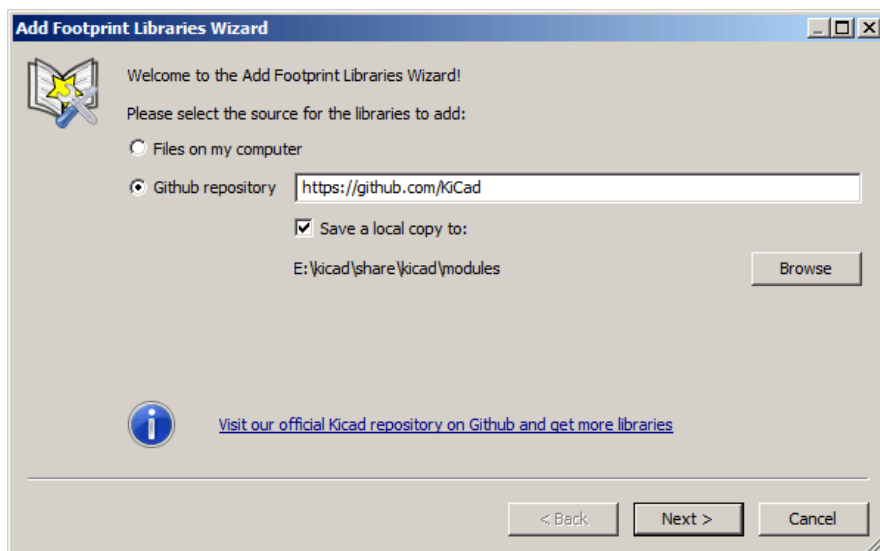 Add Footprint Libraries Wizard
Welcome to the Add Footprint Libraries Wizard!
Please select the source for the libraries to add:
Files on my computer
Github repository https://github.com/KiCad
Save a local copy to:
E:\kicad\share\kicad\modules Browse
Visit our official Kicad repository on Github and get more libraries
< Back Next > Cancel